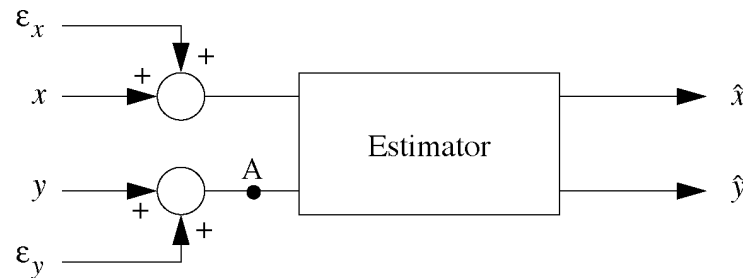 εx
+ +
x
x̂
Estimator
A
y
ŷ
+ +
εy